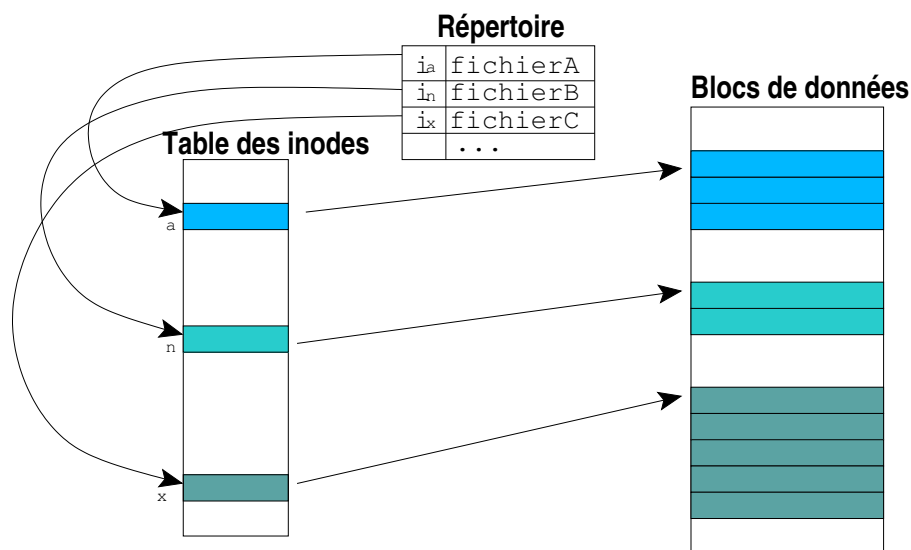 Répertoire
ia fichierA
in fichierB
ix fichierC
...
Blocs de données
Table des inodes
a
n
x